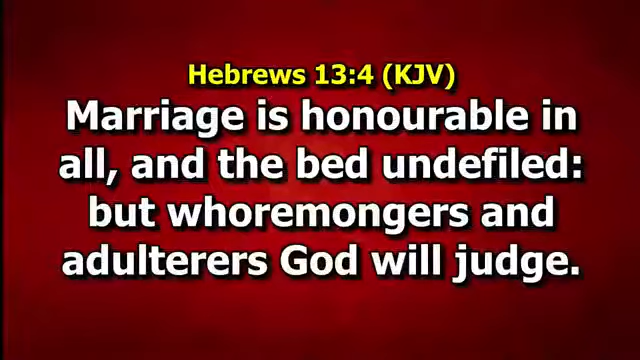 Hebrews 13:4 (KJV)
Marriage is honourable in
all, and the bed undefiled:
but whoremongers and
adulterers God will judge.